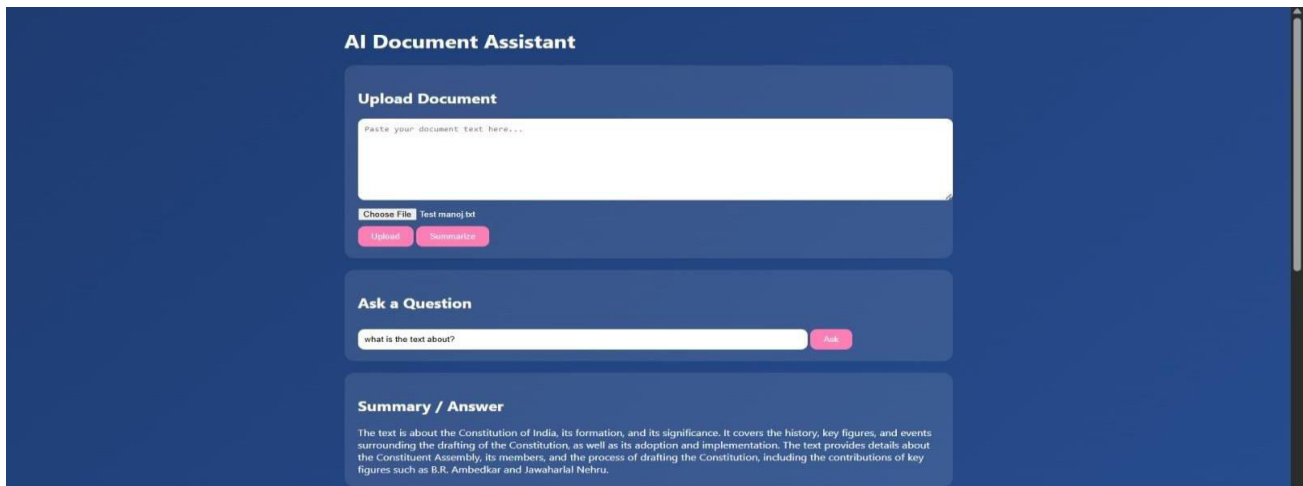 AI Document Assistant
Upload Document
Paste your document text here...
Choose File Test manoj.txt
Upload Summarize
Ask a Question
what is the text about? Ask
Summary / Answer
The text is about the Constitution of India, its formation, and its significance. It covers the history, key figures, and events
surrounding the drafting of the Constitution, as well as its adoption and implementation. The text provides details about
the Constituent Assembly, its members, and the process of drafting the Constitution, including the contributions of key
figures such as B.R. Ambedkar and Jawaharlal Nehru.